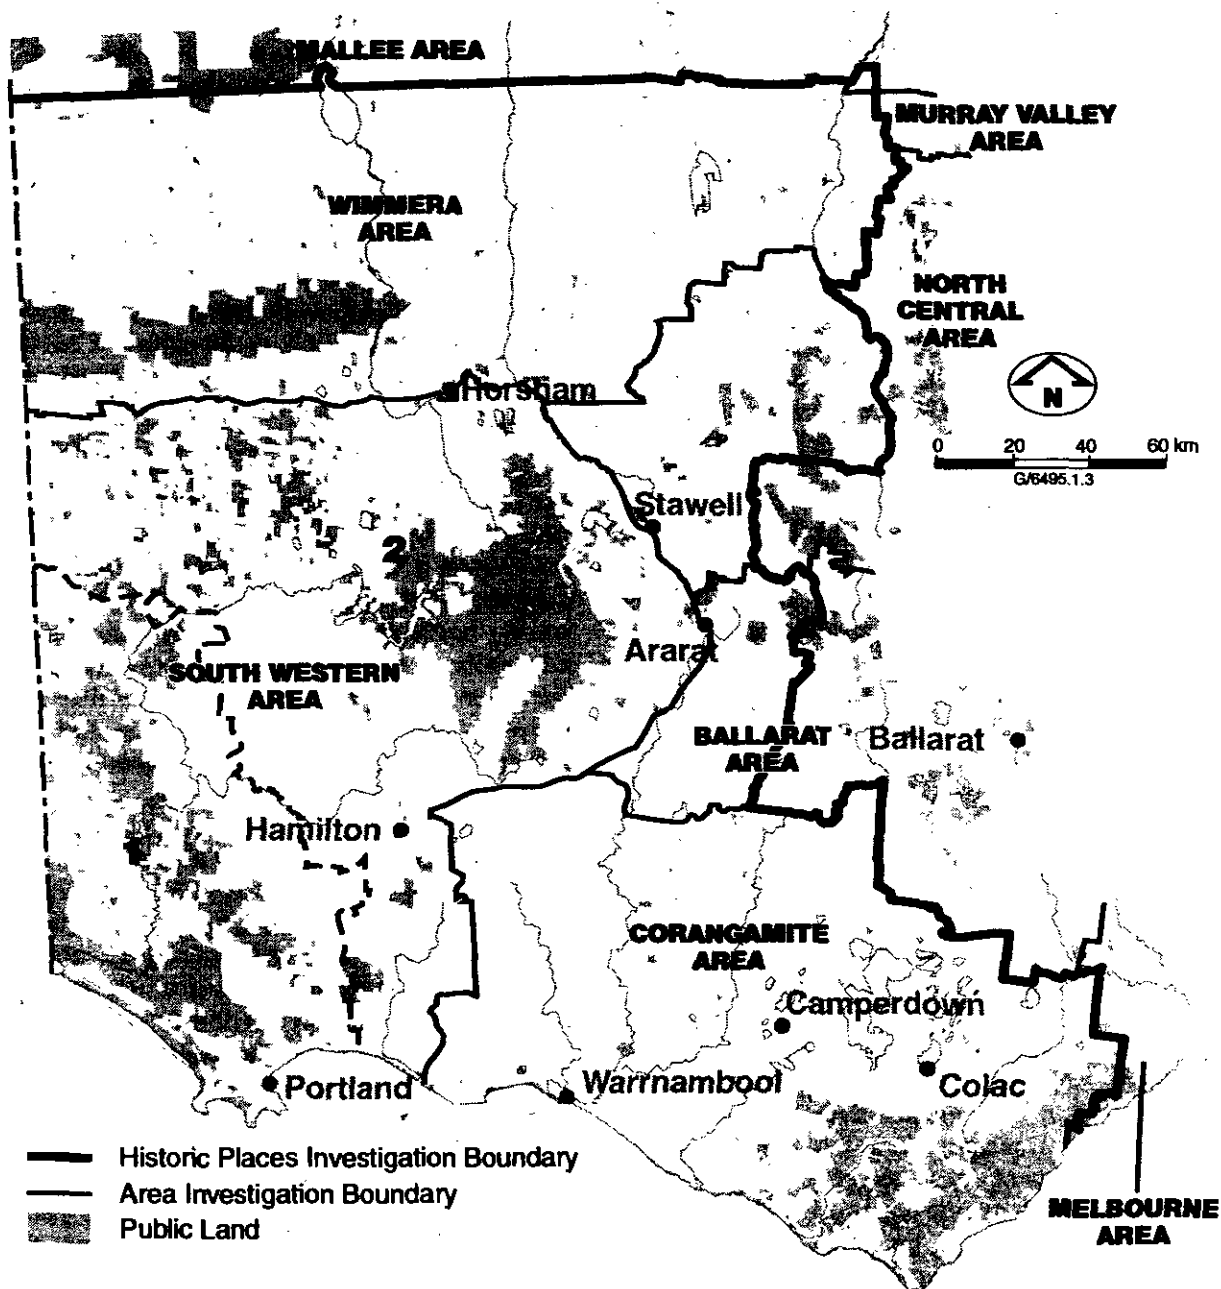 MALLEE AREA
MURRAY VALLEY
AREA
WIMMERA
AREA
NORTH
CENTRAL
AREA
N
Horsham
0 20 40 60 km
G/6495.1.3
Stawell
2
Ararat
SOUTH WESTERN
AREA
BALLARAT
AREA
Ballarat
Hamilton
1
CORANGAMITE
AREA
Camperdown
Portland
Warrnambool
Colac
Historic Places Investigation Boundary
Area Investigation Boundary
Public Land
MELBOURNE
AREA